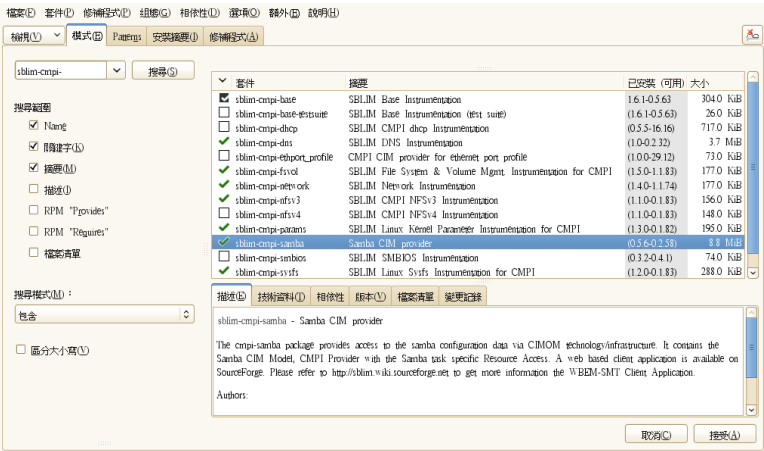 檔案(F) 套件(P) 修補程式(P) 組態(G) 相依性(D) 選項(O) 額外(E) 說明(H)
檢視(V) 模式(E) Patterns 安裝摘要(I) 修補程式(A)
sblim-cmpi- 搜尋(S)
搜尋範圍
Name
關鍵字(K)
摘要(M)
描述(I)
RPM "Provides"
RPM "Requires"
檔案清單
搜尋模式(M)：
包含
區分大小寫(V)
套件 摘要 已安裝 (可用) 大小
sblim-cmpi-base SBLIM Base Instrumentation 1.6.1-0.5.63 304.0 KiB
sblim-cmpi-base-testsuite SBLIM Base Instrumentation (test suite) (1.6.1-0.5.63) 26.0 KiB
sblim-cmpi-dhcp SBLIM CMPI dhcp Instrumentation (0.5.5-16.16) 717.0 KiB
sblim-cmpi-dns SBLIM DNS Instrumentation (1.0-0.2.32) 3.7 MiB
sblim-cmpi-ethport_profile CMPI CIM provider for ethernet port profile (1.0.0-29.12) 73.0 KiB
sblim-cmpi-fsvol SBLIM File System & Volume Mgmt. Instrumentation for CMPI (1.5.0-1.1.83) 177.0 KiB
sblim-cmpi-network SBLIM Network Instrumentation (1.4.0-1.1.74) 177.0 KiB
sblim-cmpi-nfsv3 SBLIM CMPI NFSv3 Instrumentation (1.1.0-0.1.83) 156.0 KiB
sblim-cmpi-nfsv4 SBLIM CMPI NFSv4 Instrumentation (1.1.0-0.1.83) 148.0 KiB
sblim-cmpi-params SBLIM Linux Kernel Parameter Instrumentation for CMPI (1.3.0-0.1.82) 195.0 KiB
sblim-cmpi-samba Samba CIM provider (0.5.6-0.2.58) 8.8 MiB
sblim-cmpi-smbios SBLIM SMBIOS Instrumentation (0.3.2-0.4.1) 74.0 KiB
sblim-cmpi-sysfs SBLIM Linux Sysfs Instrumentation for CMPI (1.2.0-0.1.83) 288.0 KiB
描述(E) 技術資料(T) 相依性 版本(V) 檔案清單 變更記錄
sblim-cmpi-samba - Samba CIM provider
The cmpi-samba package provides access to the samba configuration data via CIMOM technology/infrastructure. It contains the
Samba CIM Model, CMPI Provider with the Samba task specific Resource Access. A web based client application is available on
SourceForge. Please refer to http://sblim.wiki.sourceforge.net to get more information the WBEM-SMT Client Application.
Authors:
取消(C) 接受(A)